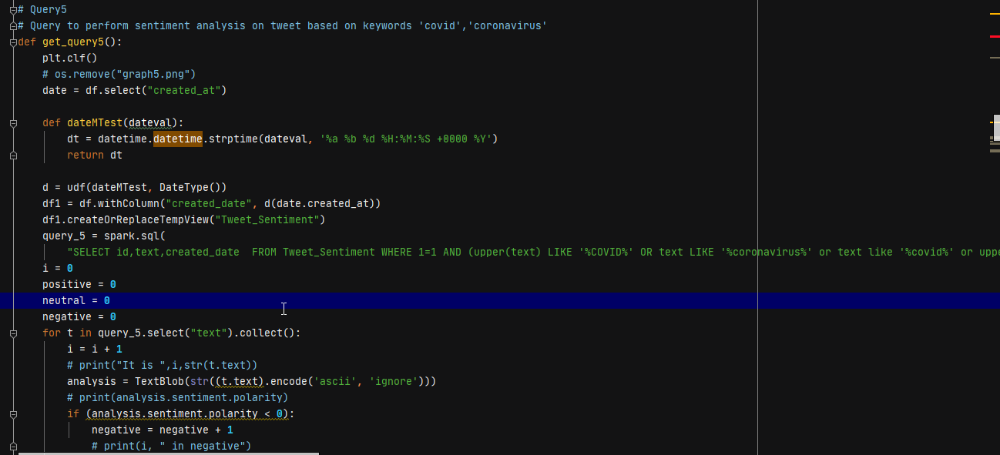 # Query5
# Query to perform sentiment analysis on tweet based on keywords 'covid','coronavirus'
def get_query5():
    plt.clf()
    # os.remove("graph5.png")
    date = df.select("created_at")

    def dateMTest(dateval):
        dt = datetime.datetime.strptime(dateval, '%a %b %d %H:%M:%S +0000 %Y')
        return dt

    d = udf(dateMTest, DateType())
    df1 = df.withColumn("created_date", d(date.created_at))
    df1.createOrReplaceTempView("Tweet_Sentiment")
    query_5 = spark.sql(
        "SELECT id,text,created_date  FROM Tweet_Sentiment WHERE 1=1 AND (upper(text) LIKE '%COVID%' OR text LIKE '%coronavirus%' or text like '%covid%' or uppe
    i = 0
    positive = 0
    neutral = 0
    negative = 0
    for t in query_5.select("text").collect():
        i = i + 1
        # print("It is ",i,str(t.text))
        analysis = TextBlob(str((t.text).encode('ascii', 'ignore')))
        # print(analysis.sentiment.polarity)
        if (analysis.sentiment.polarity < 0):
            negative = negative + 1
            # print(i, " in negative")